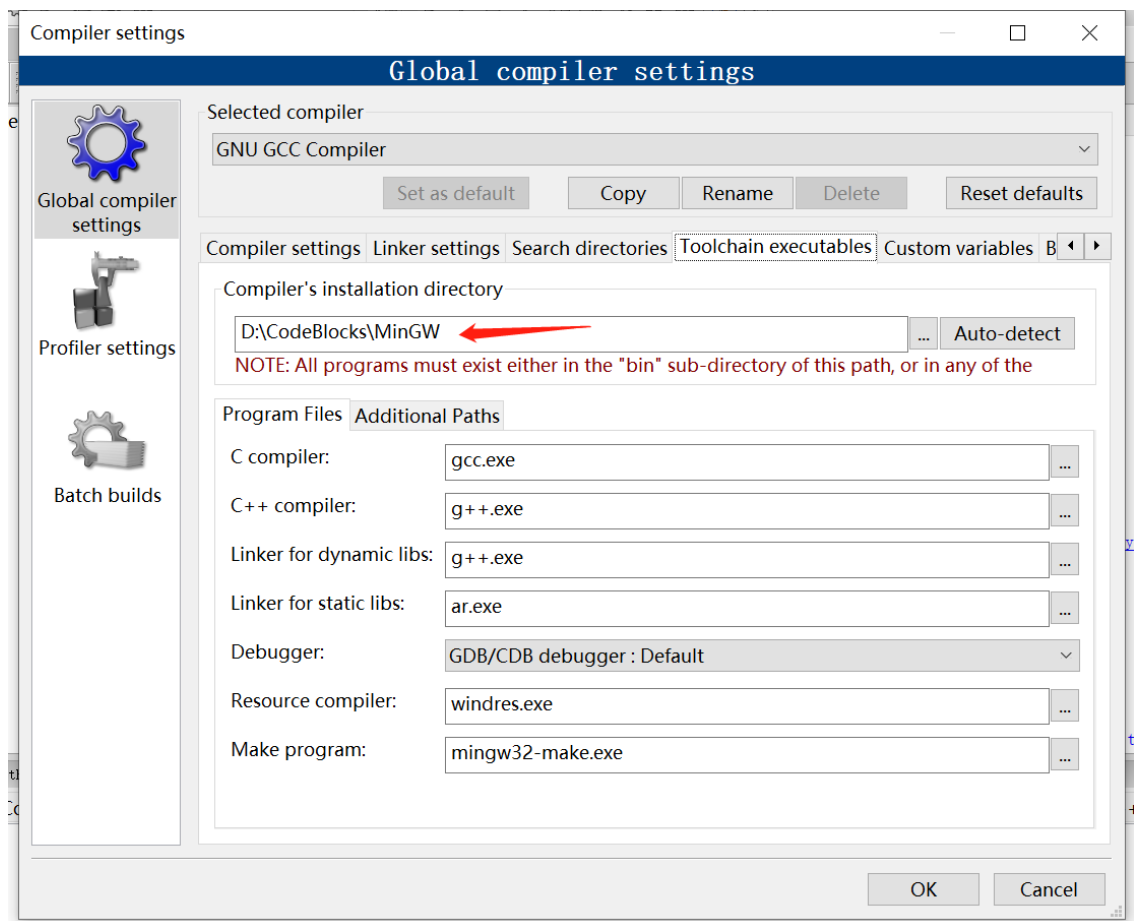 Compiler settings
Global compiler settings
Global compiler
settings
Profiler settings
Batch builds
Selected compiler
GNU GCC Compiler
Set as default Copy Rename Delete Reset defaults
Compiler settings Linker settings Search directories Toolchain executables Custom variables B
Compiler's installation directory
D:\CodeBlocks\MinGW ... Auto-detect
NOTE: All programs must exist either in the "bin" sub-directory of this path, or in any of the
Program Files Additional Paths
C compiler: gcc.exe ...
C++ compiler: g++.exe ...
Linker for dynamic libs: g++.exe ...
Linker for static libs: ar.exe ...
Debugger: GDB/CDB debugger : Default
Resource compiler: windres.exe ...
Make program: mingw32-make.exe ...
OK Cancel